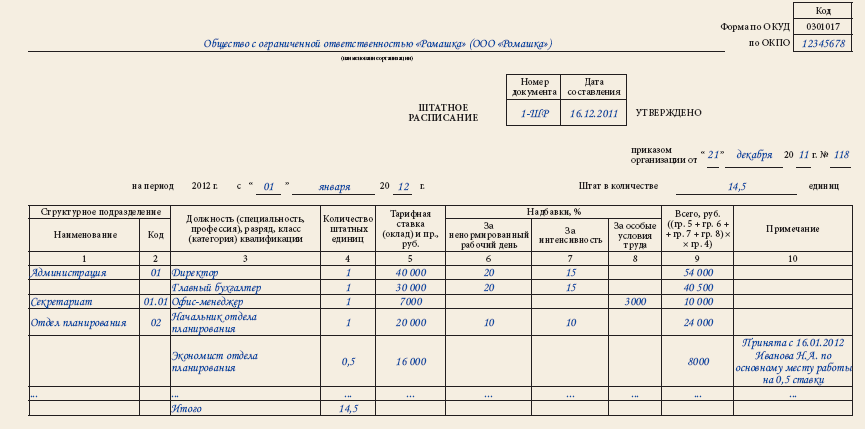 Код
Форма по ОКУД 0301017
Общество с ограниченной ответственностью «Ромашка» (ООО «Ромашка») по ОКПО 12345678
(наименование организации)
Номер документа Дата составления
ШТАТНОЕ РАСПИСАНИЕ 1-ШР 16.12.2011 УТВЕРЖДЕНО
приказом
организации от “ 21 ” декабря 20 11 г. № 118
на период 2012 г. с “ 01 ” января 20 12 г. Штат в количестве 14,5 единиц
Структурное подразделение Должность (специальность, профессия), разряд, класс (категория) квалификации Количество штатных единиц Тарифная ставка (оклад) и пр., руб. Надбавки, % Всего, руб. ((гр. 5 + гр. 6 + + гр. 7 + гр. 8) × × гр. 4) Примечание
Наименование Код За ненормированный рабочий день За интенсивность За особые условия труда
1 2 3 4 5 6 7 8 9 10
Администрация 01 Директор 1 40 000 20 15 54 000
Главный бухгалтер 1 30 000 20 15 40 500
Секретариат 01.01 Офис-менеджер 1 7000 3000 10 000
Отдел планирования 02 Начальник отдела планирования 1 20 000 10 10 24 000
Экономист отдела планирования 0,5 16 000 8000 Принята с 16.01.2012 Иванова Н.А. по основному месту работы на 0,5 ставки
... ... ... ... ... ... ... ... ...
Итого 14,5